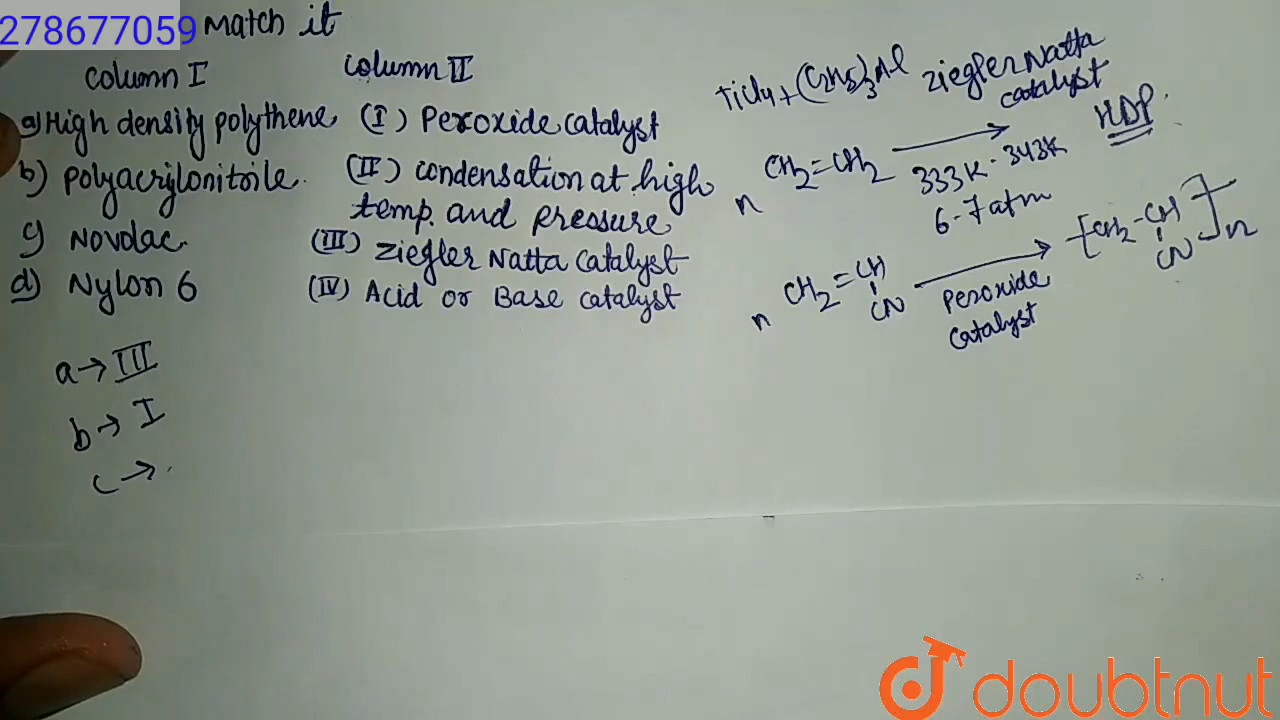 278677059 Match it
column I column II
a) High density polythene (I) Peroxide catalyst
b) polyacrylonitrile. (II) condensation at high
temp. and pressure
c) Novolac. (III) ziegler Natta catalyst
d) Nylon 6 (IV) Acid or Base catalyst
a → III
b → I
c →
TiCl4 + (C2H5)3Al ziegler Natta
catalyst
n CH2=CH2 → HDP.
333K-343K
6-7 atm
n CH2=CH → [CH2-CH]n
CN CN
peroxide
catalyst
doubtnut